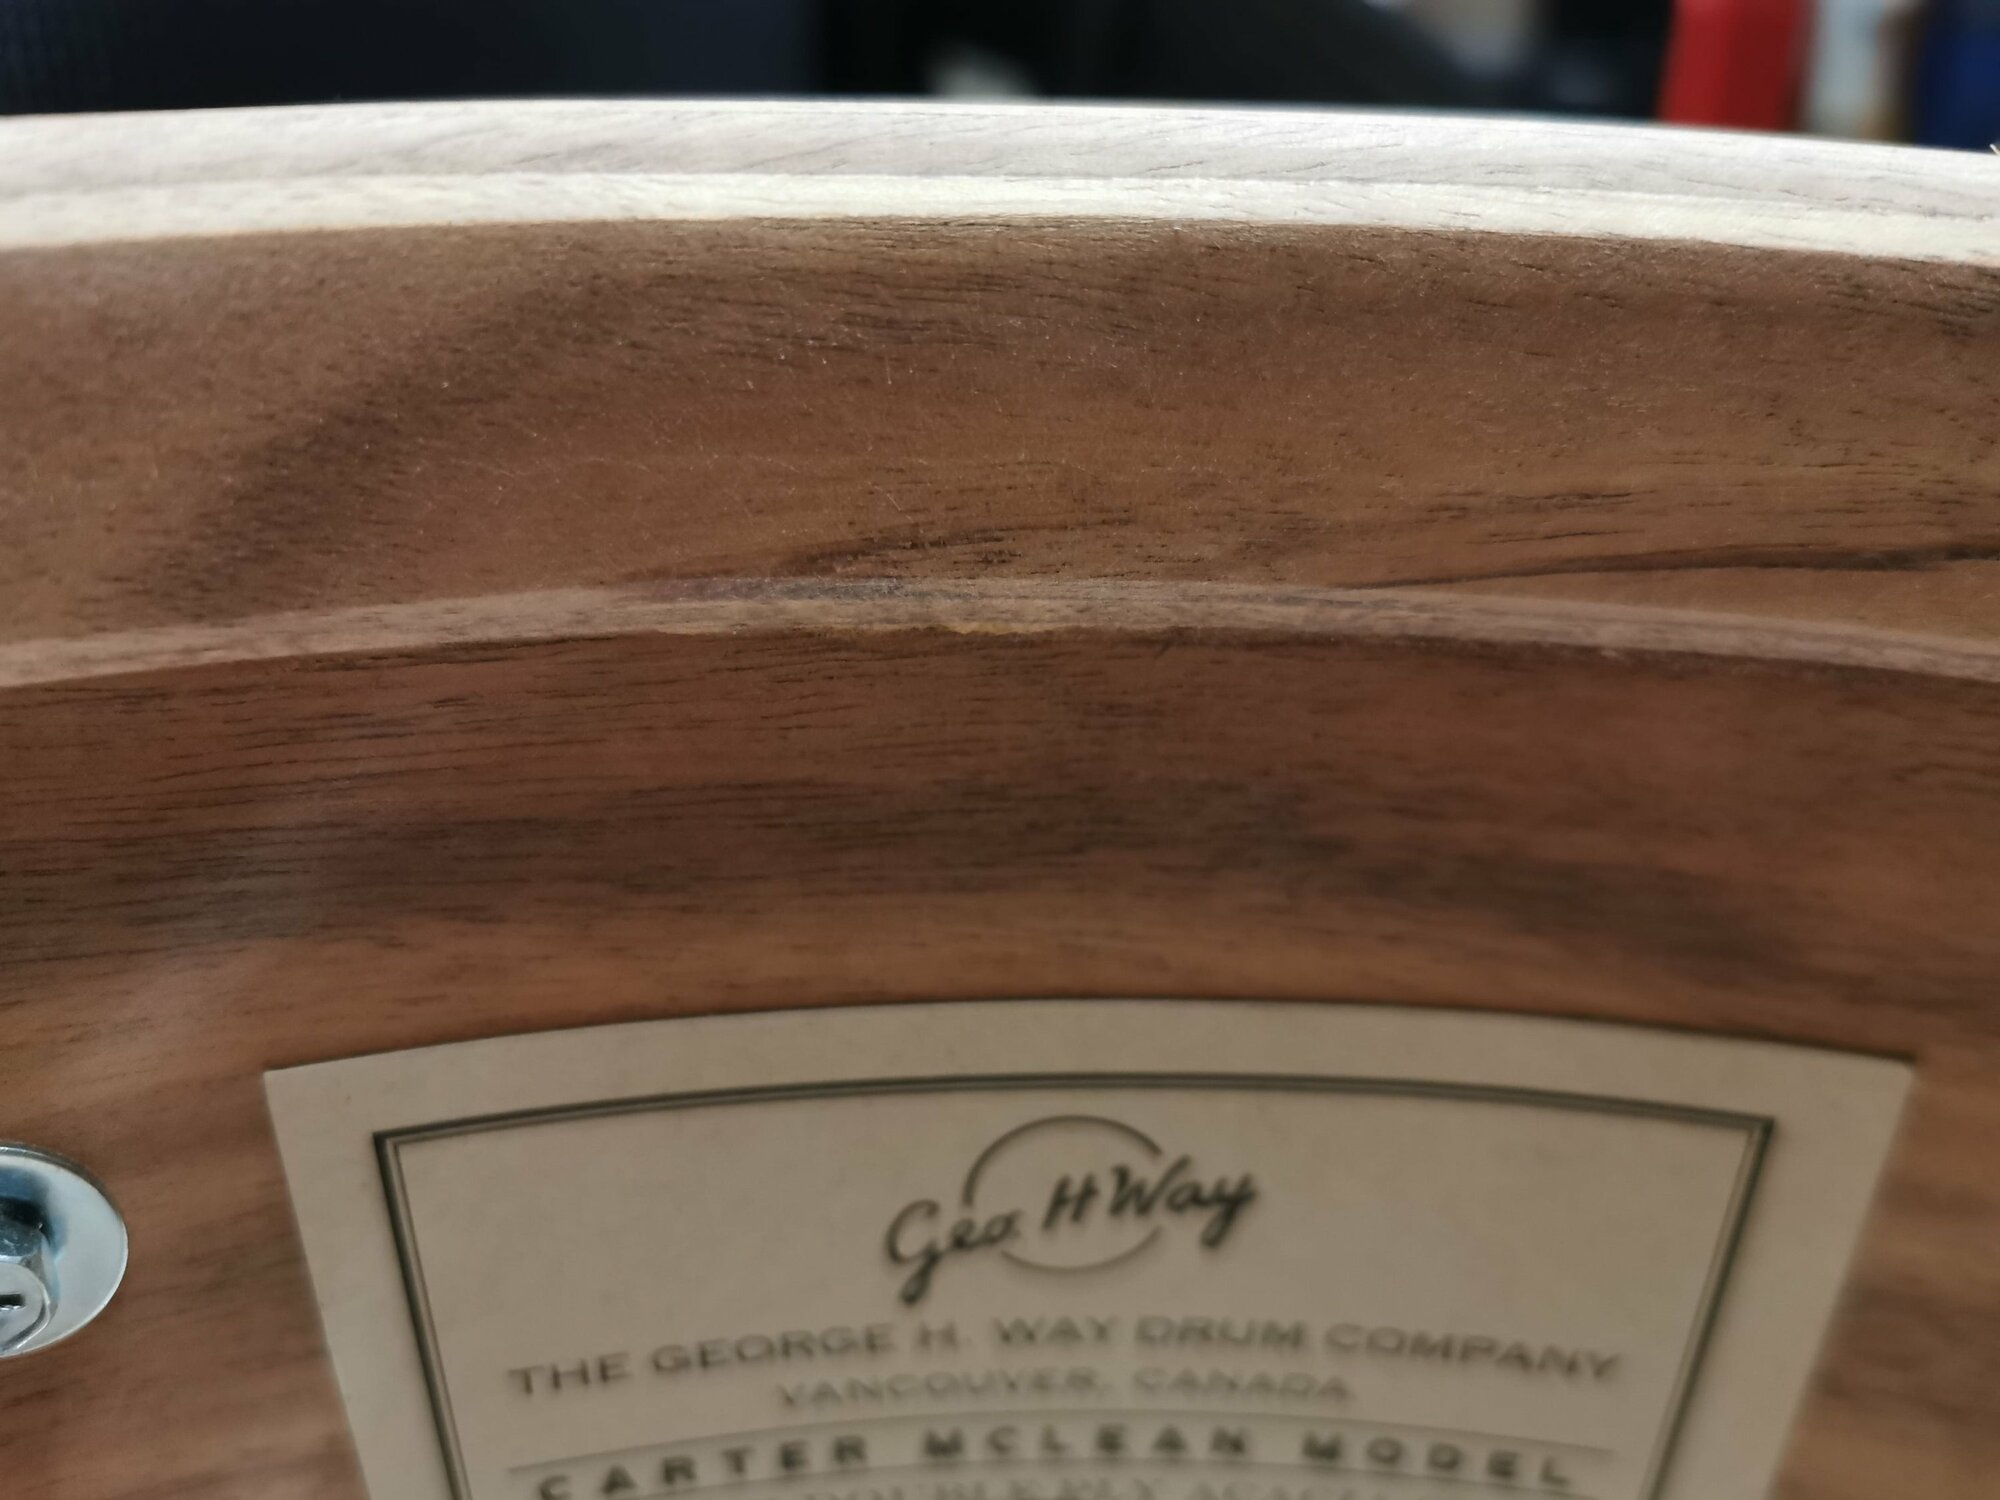 Geo. H Way
THE GEORGE H. WAY DRUM COMPANY
VANCOUVER, CANADA
CARTER MCLEAN MODEL